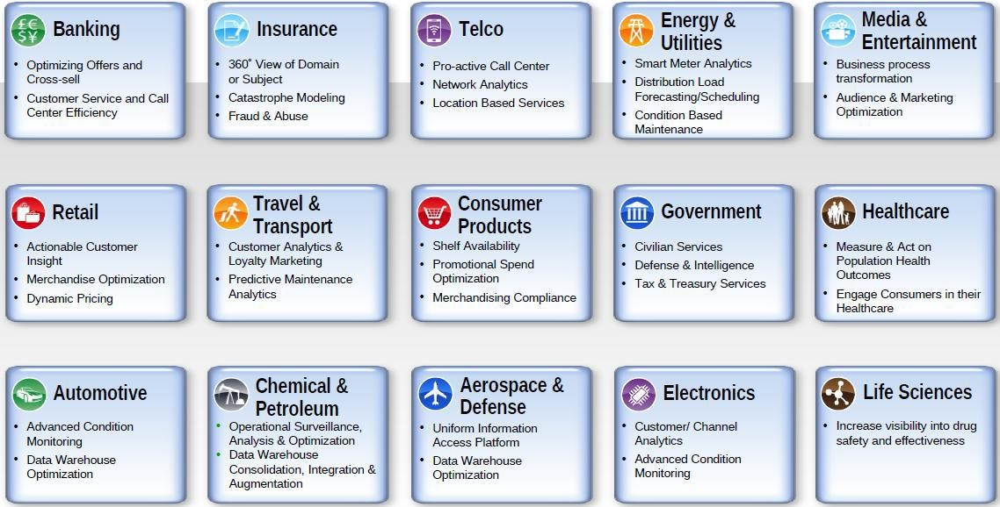 £€
$¥
Banking
• Optimizing Offers and
Cross-sell
• Customer Service and Call
Center Efficiency
Insurance
• 360˚ View of Domain
or Subject
• Catastrophe Modeling
• Fraud & Abuse
Telco
• Pro-active Call Center
• Network Analytics
• Location Based Services
Energy &
Utilities
• Smart Meter Analytics
• Distribution Load
Forecasting/Scheduling
• Condition Based
Maintenance
Media &
Entertainment
• Business process
transformation
• Audience & Marketing
Optimization
Retail
• Actionable Customer
Insight
• Merchandise Optimization
• Dynamic Pricing
Travel &
Transport
• Customer Analytics &
Loyalty Marketing
• Predictive Maintenance
Analytics
Consumer
Products
• Shelf Availability
• Promotional Spend
Optimization
• Merchandising Compliance
Government
• Civilian Services
• Defense & Intelligence
• Tax & Treasury Services
Healthcare
• Measure & Act on
Population Health
Outcomes
• Engage Consumers in their
Healthcare
Automotive
• Advanced Condition
Monitoring
• Data Warehouse
Optimization
Chemical &
Petroleum
• Operational Surveillance,
Analysis & Optimization
• Data Warehouse
Consolidation, Integration &
Augmentation
Aerospace &
Defense
• Uniform Information
Access Platform
• Data Warehouse
Optimization
Electronics
• Customer/ Channel
Analytics
• Advanced Condition
Monitoring
Life Sciences
• Increase visibility into drug
safety and effectiveness